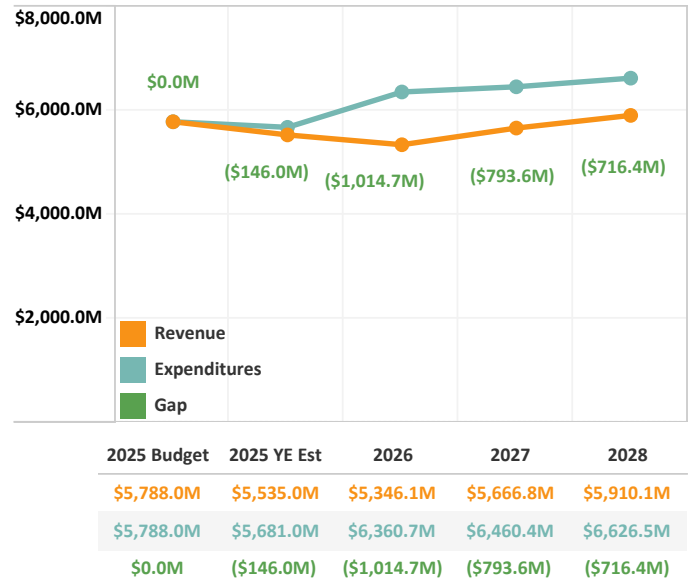 $8,000.0M
$0.0M
$6,000.0M
($146.0M) ($1,014.7M) ($793.6M) ($716.4M)
$4,000.0M
$2,000.0M
Revenue
Expenditures
Gap
2025 Budget 2025 YE Est 2026 2027 2028
$5,788.0M $5,535.0M $5,346.1M $5,666.8M $5,910.1M
$5,788.0M $5,681.0M $6,360.7M $6,460.4M $6,626.5M
$0.0M ($146.0M) ($1,014.7M) ($793.6M) ($716.4M)